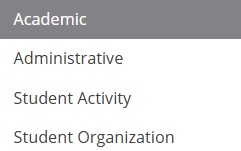 Academic
Administrative
Student Activity
Student Organization